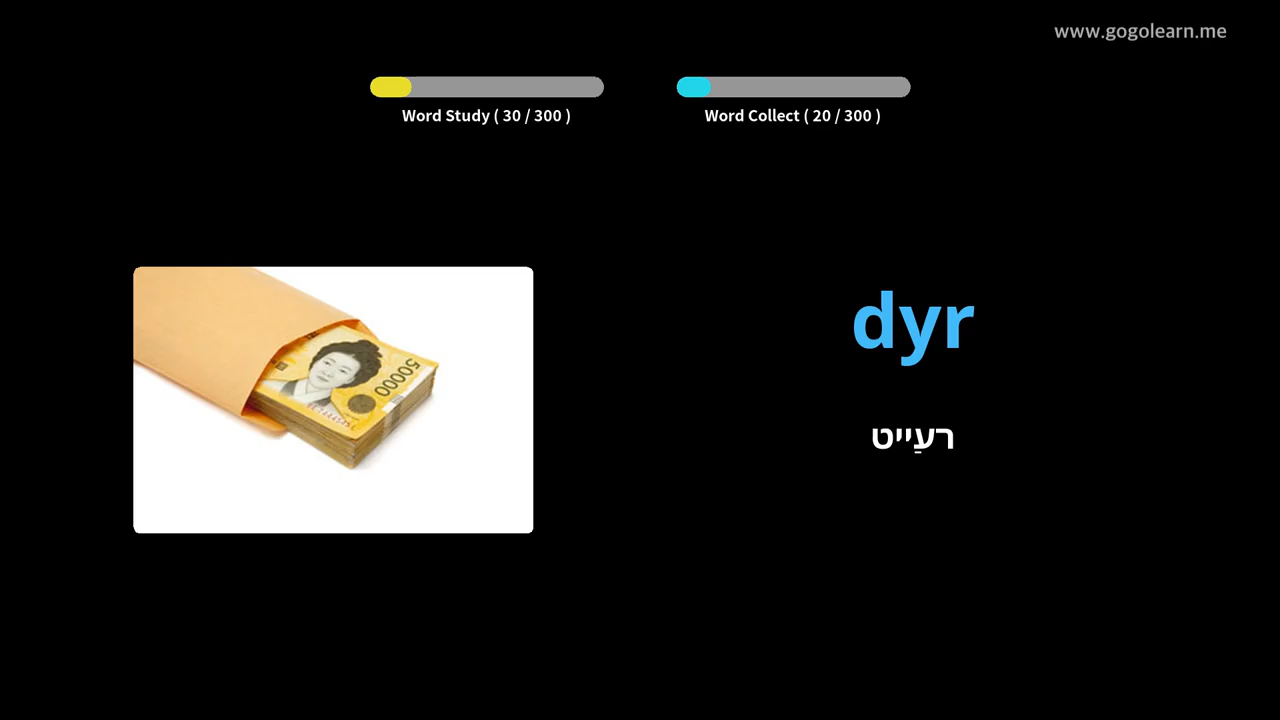 www.gogolearn.me
Word Study ( 30 / 300 )
Word Collect ( 20 / 300 )
50000
dyr
רעַייט